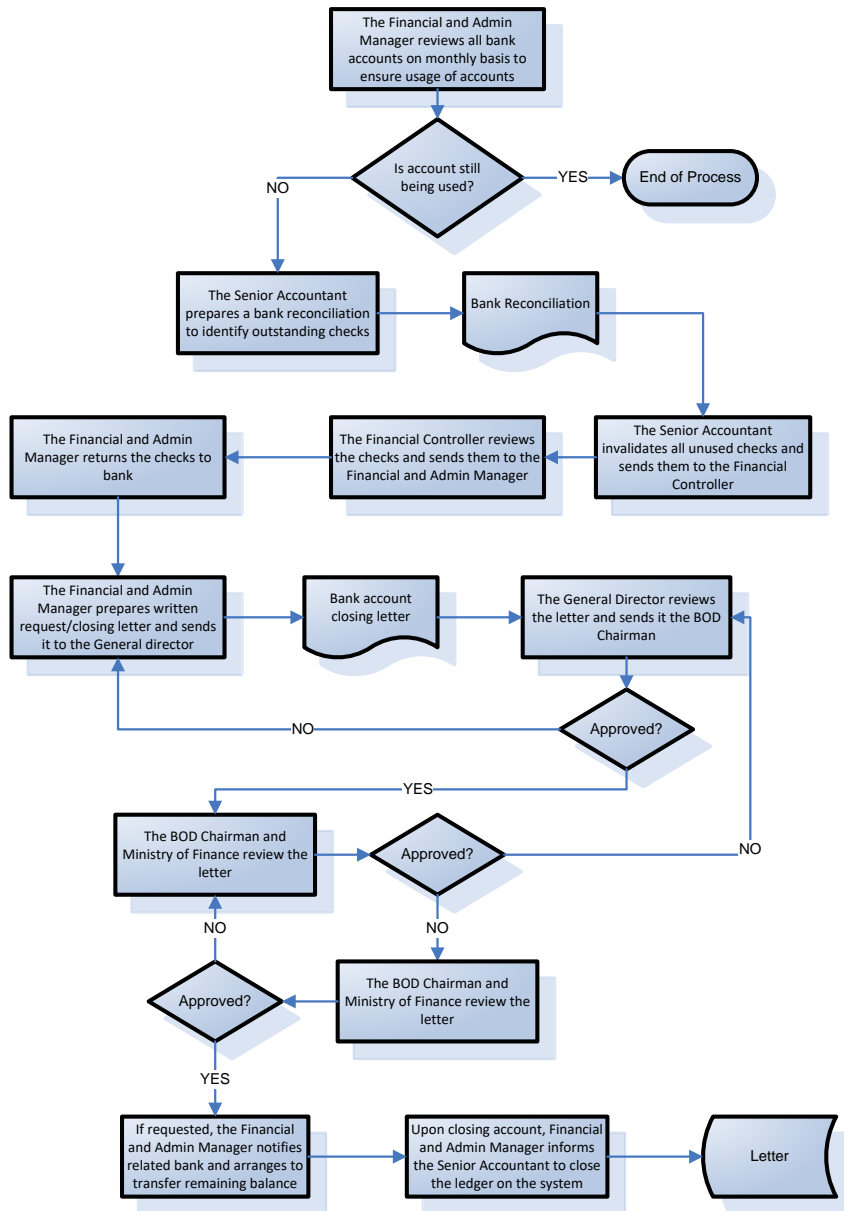 The Financial and Admin
Manager reviews all bank
accounts on monthly basis to
ensure usage of accounts
Is account still
being used?
NO
YES
End of Process
The Senior Accountant
prepares a bank reconciliation
to identify outstanding checks
Bank Reconciliation
The Senior Accountant
invalidates all unused checks and
sends them to the Financial
Controller
The Financial Controller reviews
the checks and sends them to the
Financial and Admin Manager
The Financial and Admin
Manager returns the checks to
bank
The Financial and Admin
Manager prepares written
request/closing letter and sends
it to the General director
Bank account
closing letter
The General Director reviews
the letter and sends it the BOD
Chairman
Approved?
NO
YES
The BOD Chairman and
Ministry of Finance review the
letter
Approved?
NO
NO
The BOD Chairman and
Ministry of Finance review the
letter
Approved?
NO
YES
If requested, the Financial
and Admin Manager notifies
related bank and arranges to
transfer remaining balance
Upon closing account, Financial
and Admin Manager informs
the Senior Accountant to close
the ledger on the system
Letter